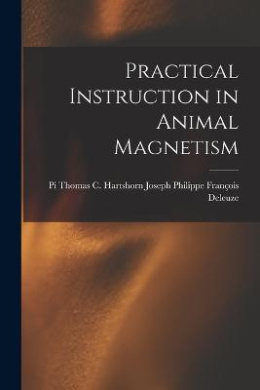 Practical
Instruction in
Animal
Magnetism
Pi Thomas C. Hartshorn Joseph Philippe François
Deleuze